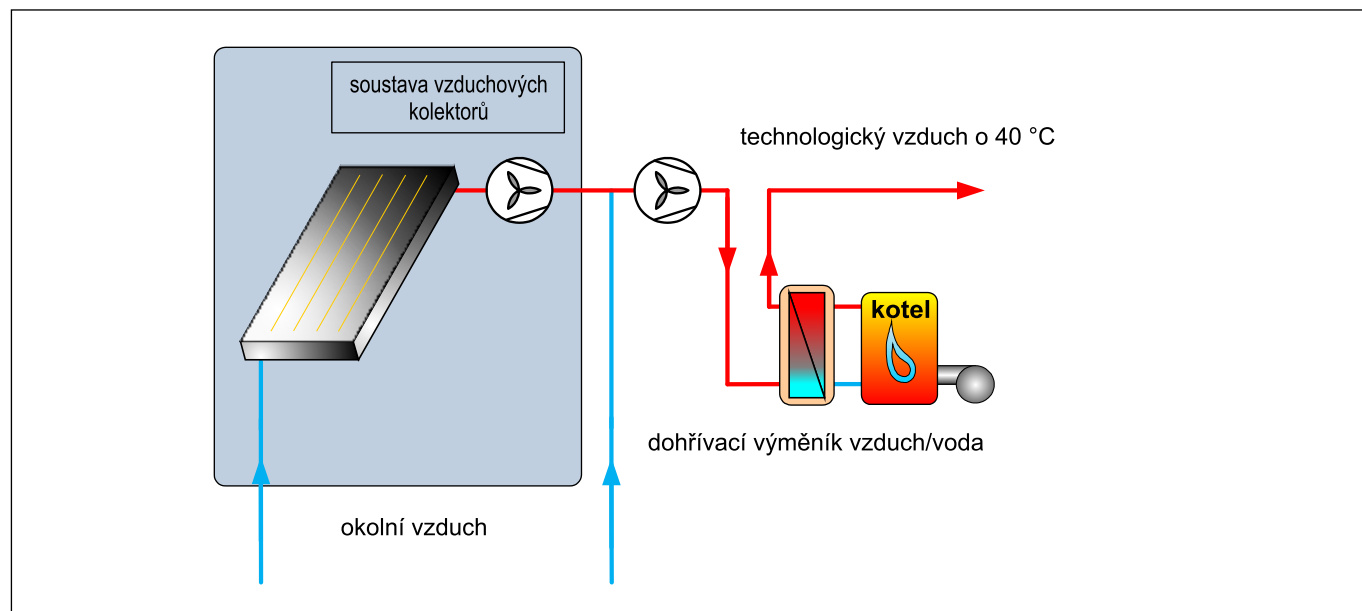 soustava vzduchových
kolektorů
technologický vzduch o 40 °C
kotel
dohřívací výměník vzduch/voda
okolní vzduch